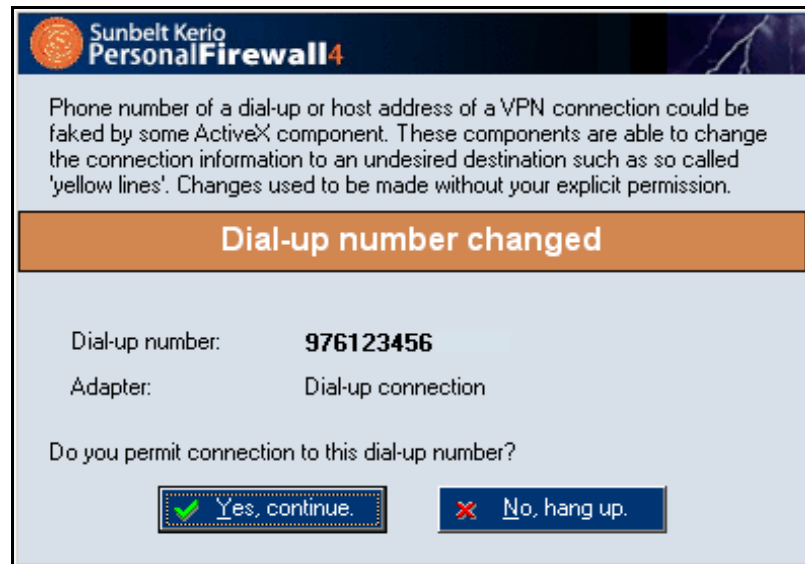 Sunbelt Kerio
PersonalFirewall4
Phone number of a dial-up or host address of a VPN connection could be
faked by some ActiveX component. These components are able to change
the connection information to an undesired destination such as so called
'yellow lines'. Changes used to be made without your explicit permission.
Dial-up number changed
Dial-up number: 976123456
Adapter: Dial-up connection
Do you permit connection to this dial-up number?
Yes, continue. No, hang up.